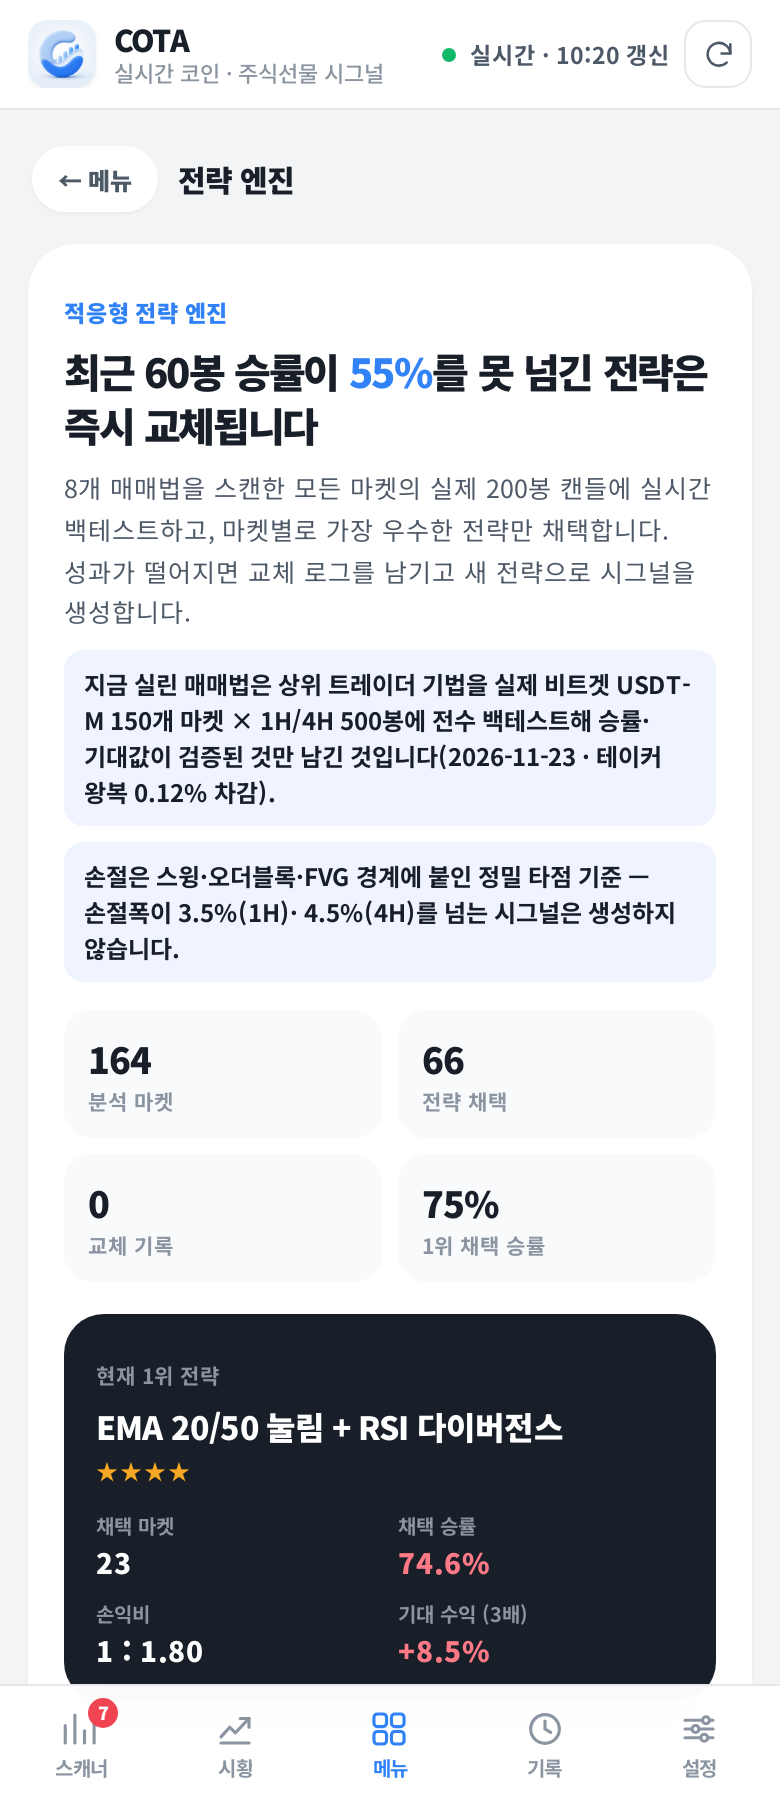 COTA
실시간 코인 · 주식선물 시그널
실시간 · 10:20 갱신
← 메뉴
전략 엔진
적응형 전략 엔진
최근 60봉 승률이 55%를 못 넘긴 전략은
즉시 교체됩니다
8개 매매법을 스캔한 모든 마켓의 실제 200봉 캔들에 실시간
백테스트하고, 마켓별로 가장 우수한 전략만 채택합니다.
성과가 떨어지면 교체 로그를 남기고 새 전략으로 시그널을
생성합니다.
지금 실린 매매법은 상위 트레이더 기법을 실제 비트겟 USDT-
M 150개 마켓 × 1H/4H 500봉에 전수 백테스트해 승률·
기대값이 검증된 것만 남긴 것입니다(2026-11-23 · 테이커
왕복 0.12% 차감).
손절은 스윙·오더블록·FVG 경계에 붙인 정밀 타점 기준 —
손절폭이 3.5%(1H)· 4.5%(4H)를 넘는 시그널은 생성하지
않습니다.
164
분석 마켓
66
전략 채택
0
교체 기록
75%
1위 채택 승률
현재 1위 전략
EMA 20/50 눌림 + RSI 다이버전스
★★★★
채택 마켓
23
채택 승률
74.6%
손익비
1 : 1.80
기대 수익 (3배)
+8.5%
7
스캐너
시황
메뉴
기록
설정